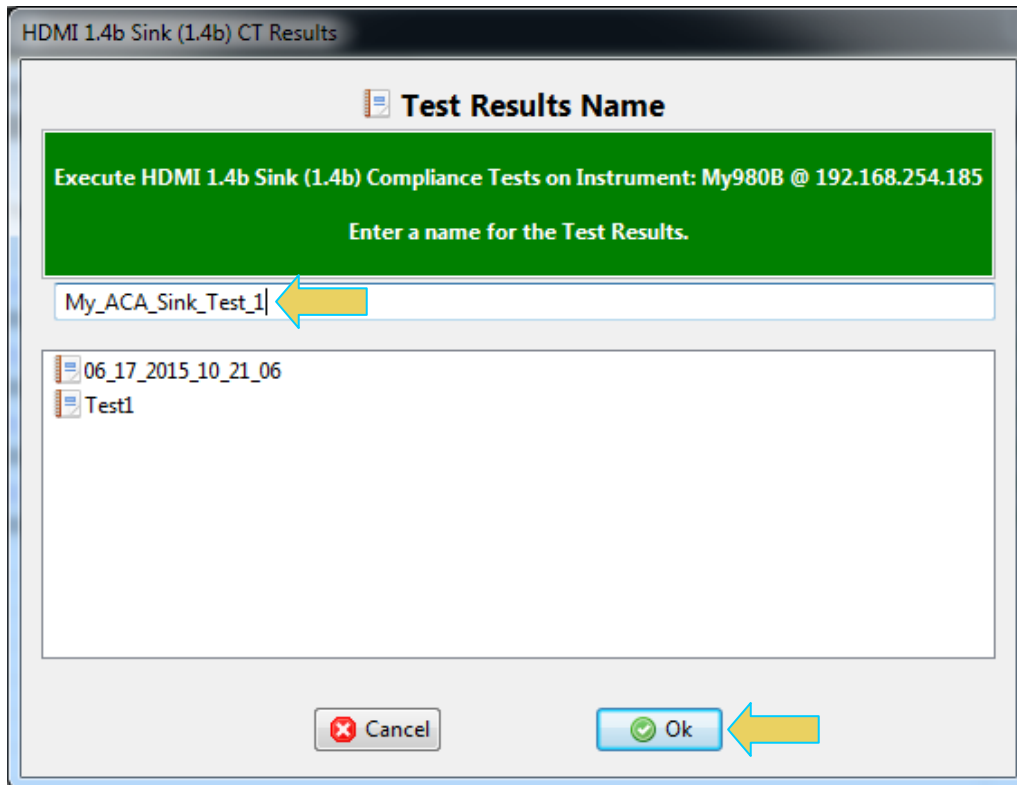 HDMI 1.4b Sink (1.4b) CT Results
Test Results Name
Execute HDMI 1.4b Sink (1.4b) Compliance Tests on Instrument: My980B @ 192.168.254.185
Enter a name for the Test Results.
My_ACA_Sink_Test_1
06_17_2015_10_21_06
Test1
Cancel
Ok